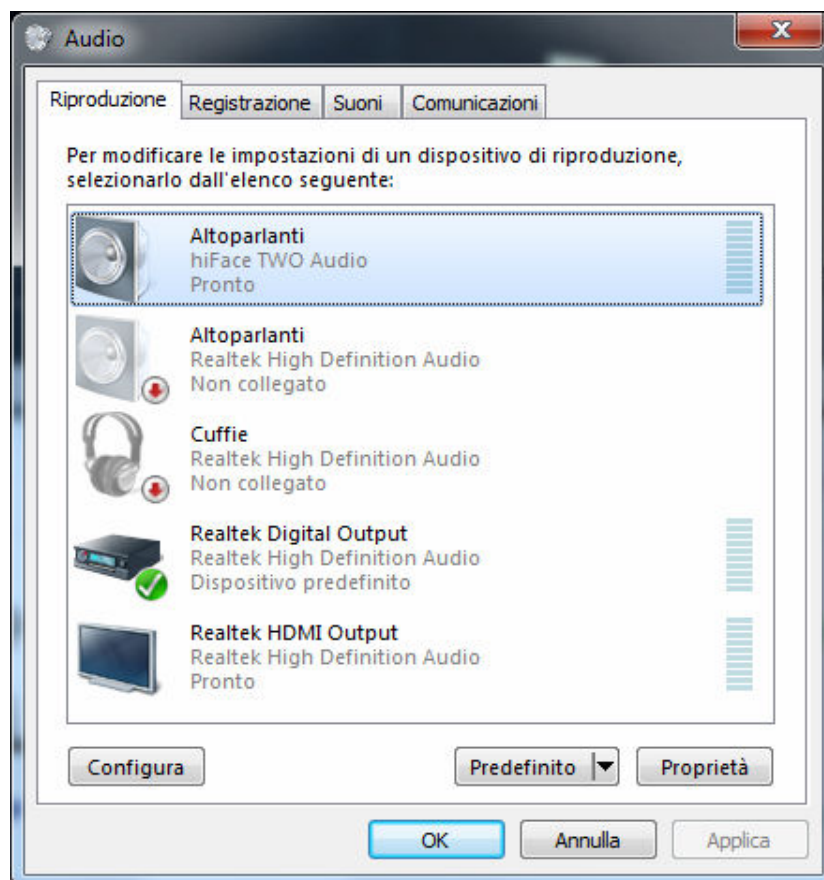 Audio
Riproduzione Registrazione Suoni Comunicazioni
Per modificare le impostazioni di un dispositivo di riproduzione,
selezionarlo dall'elenco seguente:
Altoparlanti
hiFace TWO Audio
Pronto
Altoparlanti
Realtek High Definition Audio
Non collegato
Cuffie
Realtek High Definition Audio
Non collegato
Realtek Digital Output
Realtek High Definition Audio
Dispositivo predefinito
Realtek HDMI Output
Realtek High Definition Audio
Pronto
Configura Predefinito Proprietà
OK Annulla Applica